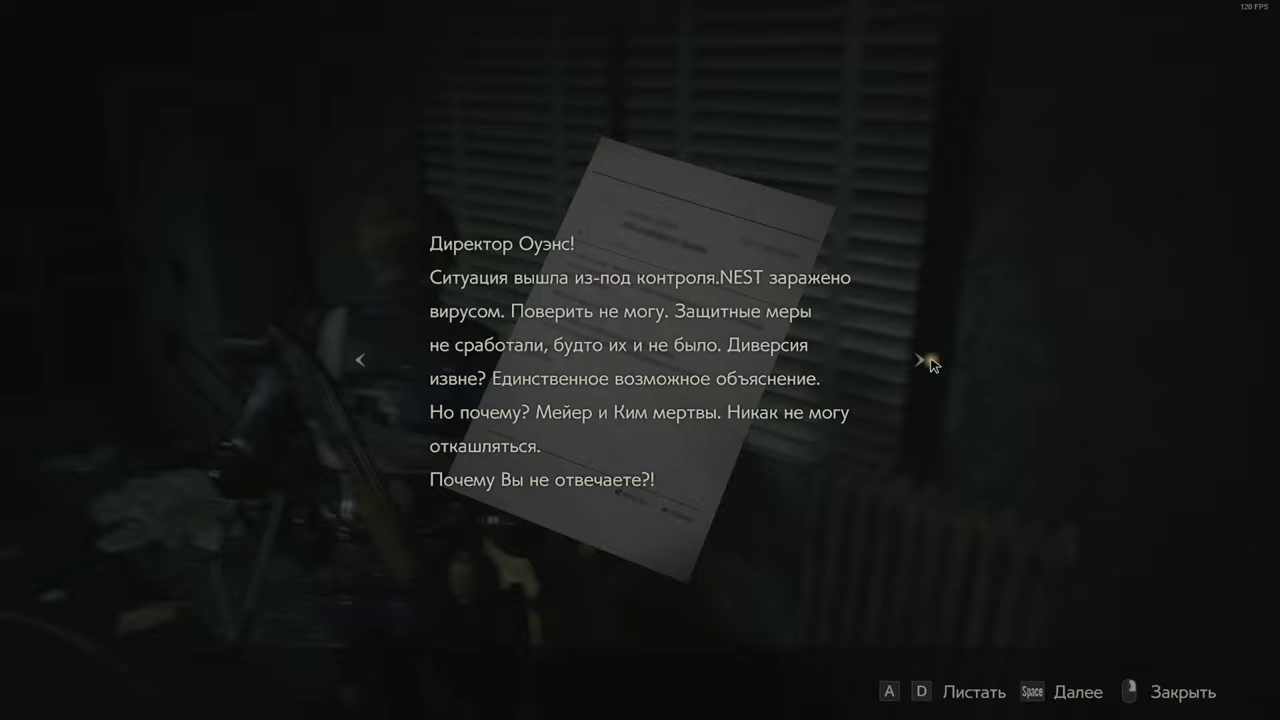 120 FPS
Директор Оуэнс!
Ситуация вышла из-под контроля.NEST заражено
вирусом. Поверить не могу. Защитные меры
не сработали, будто их и не было. Диверсия
извне? Единственное возможное объяснение.
Но почему? Мейер и Ким мертвы. Никак не могу
откашляться.
Почему Вы не отвечаете?!
A D Листать Space Далее Закрыть